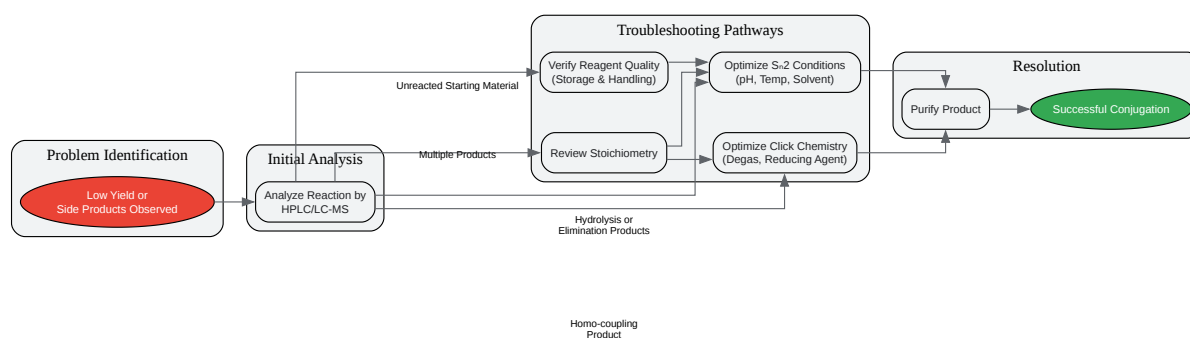 Troubleshooting Pathways
Verify Reagent Quality
(Storage & Handling)
Optimize Sₙ2 Conditions
(pH, Temp, Solvent)
Resolution
Unreacted Starting Material
Purify Product
Successful Conjugation
Problem Identification
Initial Analysis
Multiple Products
Review Stoichiometry
Optimize Click Chemistry
(Degas, Reducing Agent)
Low Yield or
Side Products Observed
Analyze Reaction by
HPLC/LC-MS
Hydrolysis or
Elimination Products
Homo-coupling
Product